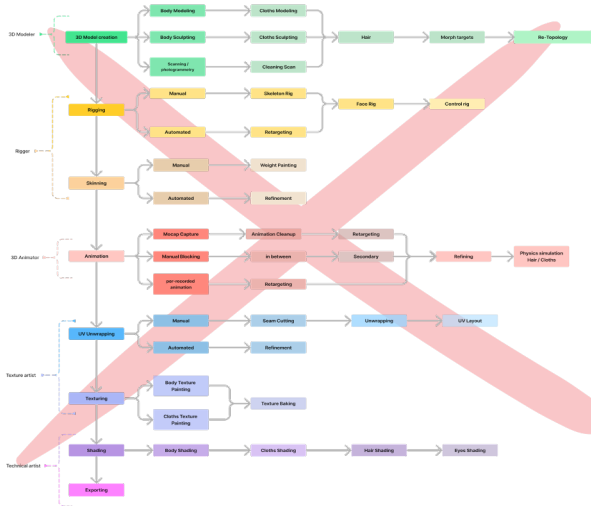 Body Modeling
Cloths Modeling
3D Modeler
3D Model creation
Body Sculpting
Cloths Sculpting
Hair
Morph targets
Re-Topology
Scanning /
photogrammetry
Cleaning Scan
Manual
Skeleton Rig
Rigging
Face Rig
Control rig
Automated
Retargeting
Rigger
Manual
Weight Painting
Skinning
Automated
Refinement
Mocap Capture
Animation Cleanup
Retargeting
3D Animator
Animation
Manual Blocking
in between
Secondary
Refining
Physics simulation
Hair / Cloths
per-recorded
animation
Retargeting
Manual
Seam Cutting
Unwrapping
UV Layout
UV Unwrapping
Automated
Refinement
Texture artist
Body Texture
Painting
Texturing
Texture Baking
Cloths Texture
Painting
Technical artist
Shading
Body Shading
Cloths Shading
Hair Shading
Eyes Shading
Exporting